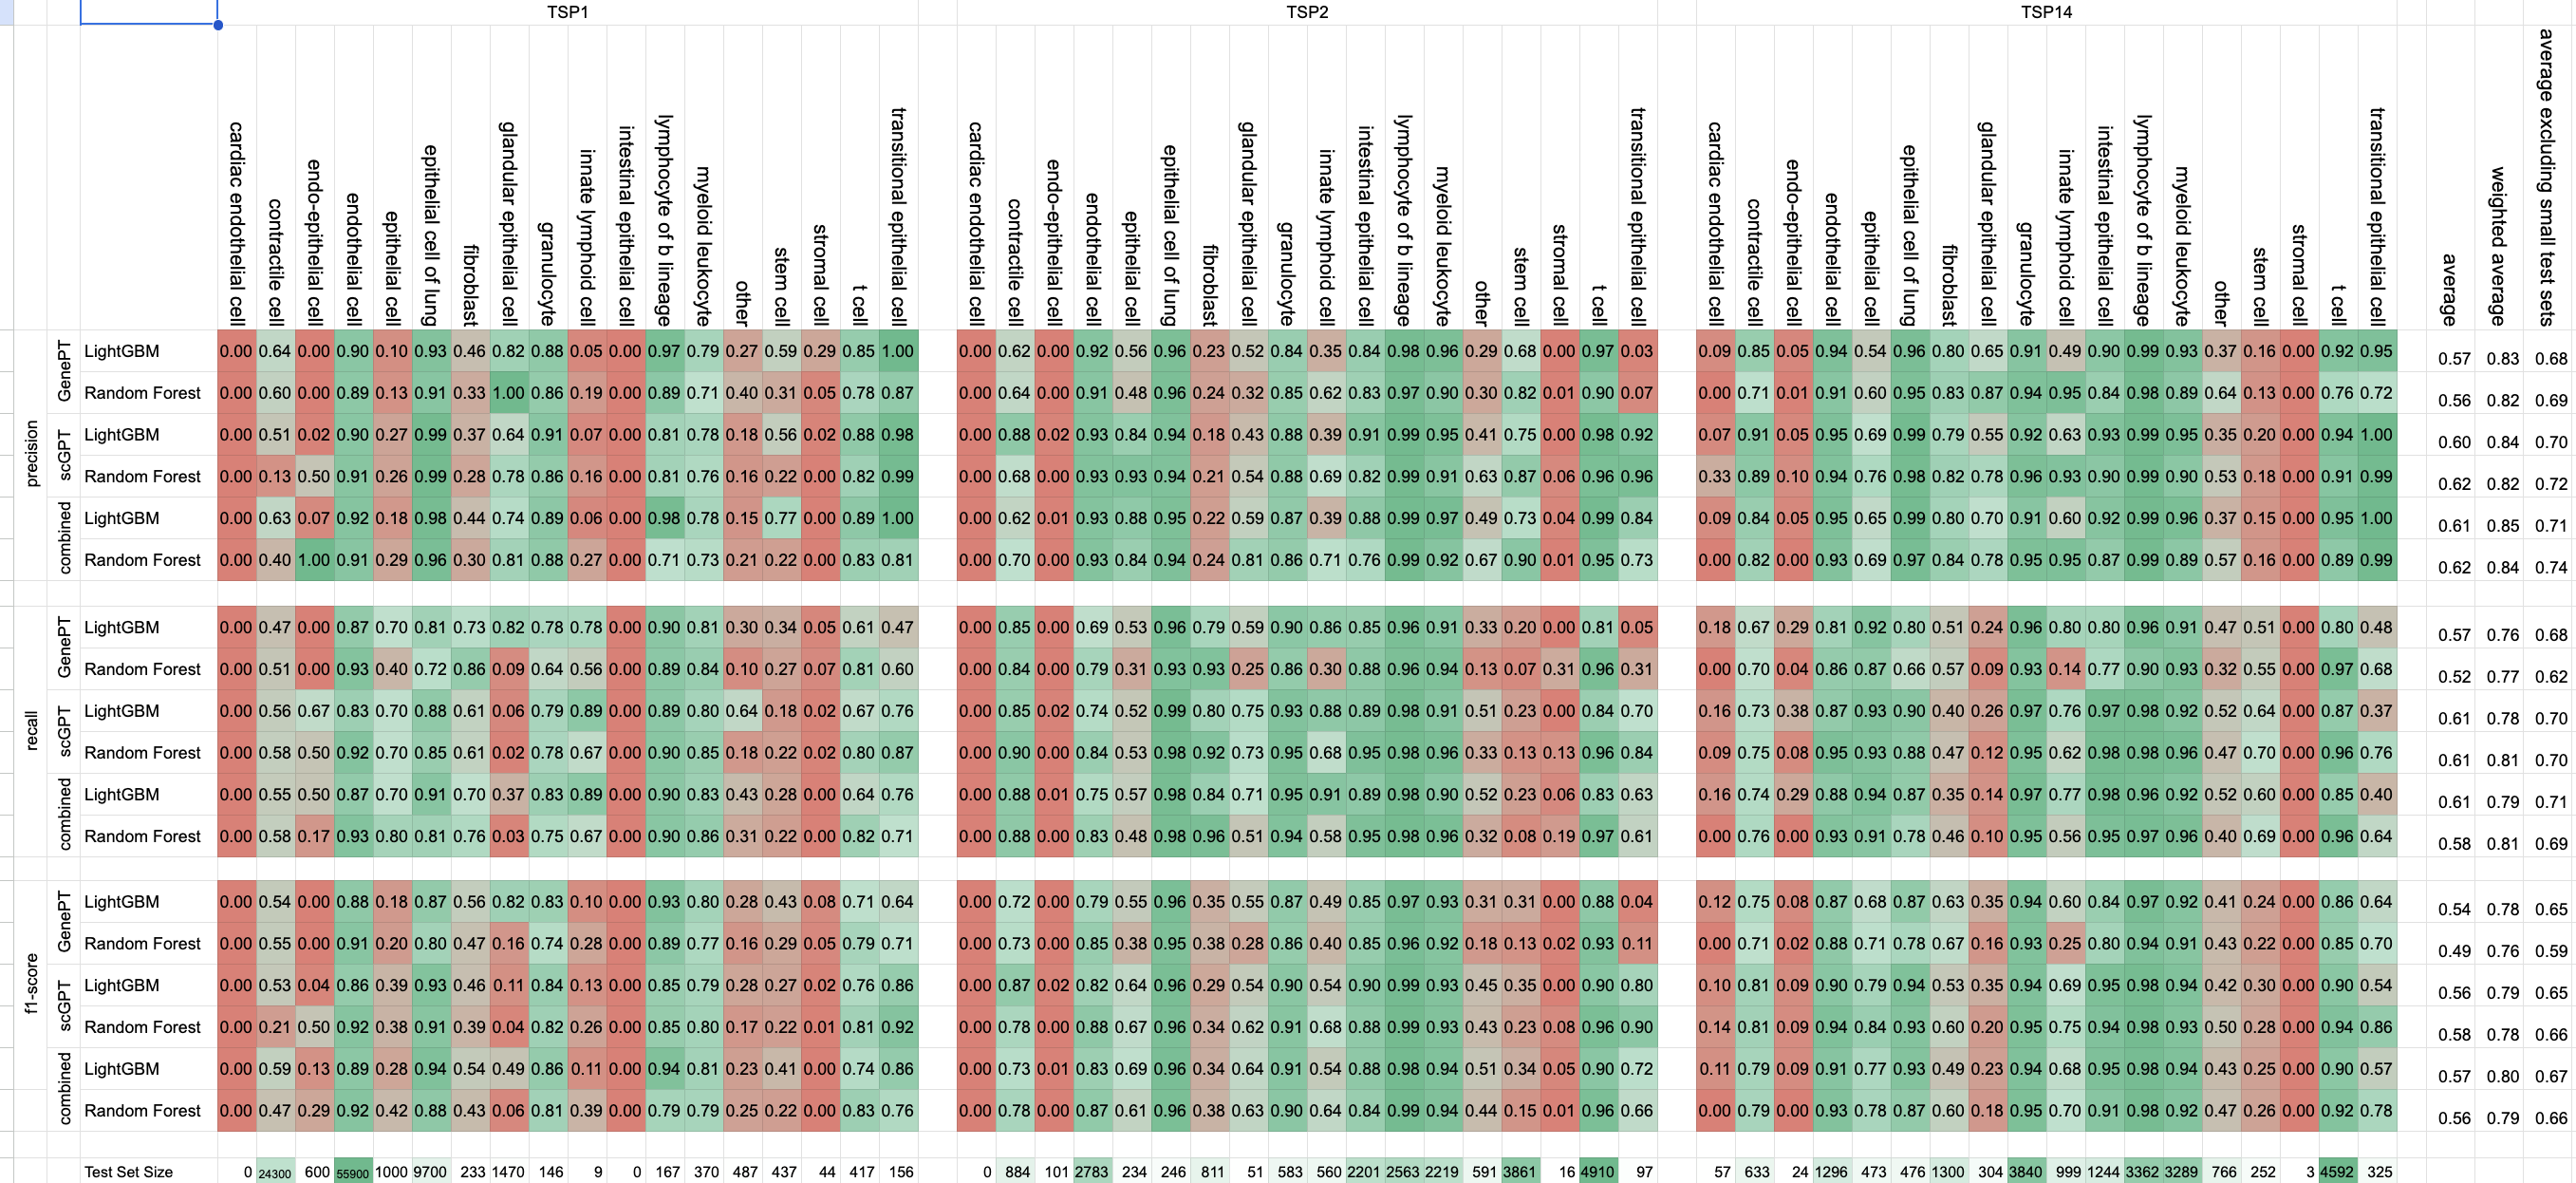 TSP1 TSP2 TSP14
cardiac endothelial cell contractile cell endo-epithelial cell endothelial cell epithelial cell epithelial cell of lung fibroblast glandular epithelial cell granulocyte innate lymphoid cell intestinal epithelial cell lymphocyte of b lineage myeloid leukocyte other stem cell stromal cell t cell transitional epithelial cell cardiac endothelial cell contractile cell endo-epithelial cell endothelial cell epithelial cell epithelial cell of lung fibroblast glandular epithelial cell granulocyte innate lymphoid cell intestinal epithelial cell lymphocyte of b lineage myeloid leukocyte other stem cell stromal cell t cell transitional epithelial cell cardiac endothelial cell contractile cell endo-epithelial cell endothelial cell epithelial cell epithelial cell of lung fibroblast glandular epithelial cell granulocyte innate lymphoid cell intestinal epithelial cell lymphocyte of b lineage myeloid leukocyte other stem cell stromal cell t cell transitional epithelial cell average weighted average average excluding small test sets
precision
GenePT
LightGBM 0.00 0.64 0.00 0.90 0.10 0.93 0.46 0.82 0.88 0.05 0.00 0.97 0.79 0.27 0.59 0.29 0.85 1.00 0.00 0.62 0.00 0.92 0.56 0.96 0.23 0.52 0.84 0.35 0.84 0.98 0.96 0.29 0.68 0.00 0.97 0.03 0.09 0.85 0.05 0.94 0.54 0.96 0.80 0.65 0.91 0.49 0.90 0.99 0.93 0.37 0.16 0.00 0.92 0.95 0.57 0.83 0.68
Random Forest 0.00 0.60 0.00 0.89 0.13 0.91 0.33 1.00 0.86 0.19 0.00 0.89 0.71 0.40 0.31 0.05 0.78 0.87 0.00 0.64 0.00 0.91 0.48 0.96 0.24 0.32 0.85 0.62 0.83 0.97 0.90 0.30 0.82 0.01 0.90 0.07 0.00 0.71 0.01 0.91 0.60 0.95 0.83 0.87 0.94 0.95 0.84 0.98 0.89 0.64 0.13 0.00 0.76 0.72 0.56 0.82 0.69
scGPT
LightGBM 0.00 0.51 0.02 0.90 0.27 0.99 0.37 0.64 0.91 0.07 0.00 0.81 0.78 0.18 0.56 0.02 0.88 0.98 0.00 0.88 0.02 0.93 0.84 0.94 0.18 0.43 0.88 0.39 0.91 0.99 0.95 0.41 0.75 0.00 0.98 0.92 0.07 0.91 0.05 0.95 0.69 0.99 0.79 0.55 0.92 0.63 0.93 0.99 0.95 0.35 0.20 0.00 0.94 1.00 0.60 0.84 0.70
Random Forest 0.00 0.13 0.50 0.91 0.26 0.99 0.28 0.78 0.86 0.16 0.00 0.81 0.76 0.16 0.22 0.00 0.82 0.99 0.00 0.68 0.00 0.93 0.93 0.94 0.21 0.54 0.88 0.69 0.82 0.99 0.91 0.63 0.87 0.06 0.96 0.96 0.33 0.89 0.10 0.94 0.76 0.98 0.82 0.78 0.96 0.93 0.90 0.99 0.90 0.53 0.18 0.00 0.91 0.99 0.62 0.82 0.72
combined
LightGBM 0.00 0.63 0.07 0.92 0.18 0.98 0.44 0.74 0.89 0.06 0.00 0.98 0.78 0.15 0.77 0.00 0.89 1.00 0.00 0.62 0.01 0.93 0.88 0.95 0.22 0.59 0.87 0.39 0.88 0.99 0.97 0.49 0.73 0.04 0.99 0.84 0.09 0.84 0.05 0.95 0.65 0.99 0.80 0.70 0.91 0.60 0.92 0.99 0.96 0.37 0.15 0.00 0.95 1.00 0.61 0.85 0.71
Random Forest 0.00 0.40 1.00 0.91 0.29 0.96 0.30 0.81 0.88 0.27 0.00 0.71 0.73 0.21 0.22 0.00 0.83 0.81 0.00 0.70 0.00 0.93 0.84 0.94 0.24 0.81 0.86 0.71 0.76 0.99 0.92 0.67 0.90 0.01 0.95 0.73 0.00 0.82 0.00 0.93 0.69 0.97 0.84 0.78 0.95 0.95 0.87 0.99 0.89 0.57 0.16 0.00 0.89 0.99 0.62 0.84 0.74
recall
GenePT
LightGBM 0.00 0.47 0.00 0.87 0.70 0.81 0.73 0.82 0.78 0.78 0.00 0.90 0.81 0.30 0.34 0.05 0.61 0.47 0.00 0.85 0.00 0.69 0.53 0.96 0.79 0.59 0.90 0.86 0.85 0.96 0.91 0.33 0.20 0.00 0.81 0.05 0.18 0.67 0.29 0.81 0.92 0.80 0.51 0.24 0.96 0.80 0.80 0.96 0.91 0.47 0.51 0.00 0.80 0.48 0.57 0.76 0.68
Random Forest 0.00 0.51 0.00 0.93 0.40 0.72 0.86 0.09 0.64 0.56 0.00 0.89 0.84 0.10 0.27 0.07 0.81 0.60 0.00 0.84 0.00 0.79 0.31 0.93 0.93 0.25 0.86 0.30 0.88 0.96 0.94 0.13 0.07 0.31 0.96 0.31 0.00 0.70 0.04 0.86 0.87 0.66 0.57 0.09 0.93 0.14 0.77 0.90 0.93 0.32 0.55 0.00 0.97 0.68 0.52 0.77 0.62
scGPT
LightGBM 0.00 0.56 0.67 0.83 0.70 0.88 0.61 0.06 0.79 0.89 0.00 0.89 0.80 0.64 0.18 0.02 0.67 0.76 0.00 0.85 0.02 0.74 0.52 0.99 0.80 0.75 0.93 0.88 0.89 0.98 0.91 0.51 0.23 0.00 0.84 0.70 0.16 0.73 0.38 0.87 0.93 0.90 0.40 0.26 0.97 0.76 0.97 0.98 0.92 0.52 0.64 0.00 0.87 0.37 0.61 0.78 0.70
Random Forest 0.00 0.58 0.50 0.92 0.70 0.85 0.61 0.02 0.78 0.67 0.00 0.90 0.85 0.18 0.22 0.02 0.80 0.87 0.00 0.90 0.00 0.84 0.53 0.98 0.92 0.73 0.95 0.68 0.95 0.98 0.96 0.33 0.13 0.13 0.96 0.84 0.09 0.75 0.08 0.95 0.93 0.88 0.47 0.12 0.95 0.62 0.98 0.98 0.96 0.47 0.70 0.00 0.96 0.76 0.61 0.81 0.70
combined
LightGBM 0.00 0.55 0.50 0.87 0.70 0.91 0.70 0.37 0.83 0.89 0.00 0.90 0.83 0.43 0.28 0.00 0.64 0.76 0.00 0.88 0.01 0.75 0.57 0.98 0.84 0.71 0.95 0.91 0.89 0.98 0.90 0.52 0.23 0.06 0.83 0.63 0.16 0.74 0.29 0.88 0.94 0.87 0.35 0.14 0.97 0.77 0.98 0.96 0.92 0.52 0.60 0.00 0.85 0.40 0.61 0.79 0.71
Random Forest 0.00 0.58 0.17 0.93 0.80 0.81 0.76 0.03 0.75 0.67 0.00 0.90 0.86 0.31 0.22 0.00 0.82 0.71 0.00 0.88 0.00 0.83 0.48 0.98 0.96 0.51 0.94 0.58 0.95 0.98 0.96 0.32 0.08 0.19 0.97 0.61 0.00 0.76 0.00 0.93 0.91 0.78 0.46 0.10 0.95 0.56 0.95 0.97 0.96 0.40 0.69 0.00 0.96 0.64 0.58 0.81 0.69
f1-score
GenePT
LightGBM 0.00 0.54 0.00 0.88 0.18 0.87 0.56 0.82 0.83 0.10 0.00 0.93 0.80 0.28 0.43 0.08 0.71 0.64 0.00 0.72 0.00 0.79 0.55 0.96 0.35 0.55 0.87 0.49 0.85 0.97 0.93 0.31 0.31 0.00 0.88 0.04 0.12 0.75 0.08 0.87 0.68 0.87 0.63 0.35 0.94 0.60 0.84 0.97 0.92 0.41 0.24 0.00 0.86 0.64 0.54 0.78 0.65
Random Forest 0.00 0.55 0.00 0.91 0.20 0.80 0.47 0.16 0.74 0.28 0.00 0.89 0.77 0.16 0.29 0.05 0.79 0.71 0.00 0.73 0.00 0.85 0.38 0.95 0.38 0.28 0.86 0.40 0.85 0.96 0.92 0.18 0.13 0.02 0.93 0.11 0.00 0.71 0.02 0.88 0.71 0.78 0.67 0.16 0.93 0.25 0.80 0.94 0.91 0.43 0.22 0.00 0.85 0.70 0.49 0.76 0.59
scGPT
LightGBM 0.00 0.53 0.04 0.86 0.39 0.93 0.46 0.11 0.84 0.13 0.00 0.85 0.79 0.28 0.27 0.02 0.76 0.86 0.00 0.87 0.02 0.82 0.64 0.96 0.29 0.54 0.90 0.54 0.90 0.99 0.93 0.45 0.35 0.00 0.90 0.80 0.10 0.81 0.09 0.90 0.79 0.94 0.53 0.35 0.94 0.69 0.95 0.98 0.94 0.42 0.30 0.00 0.90 0.54 0.56 0.79 0.65
Random Forest 0.00 0.21 0.50 0.92 0.38 0.91 0.39 0.04 0.82 0.26 0.00 0.85 0.80 0.17 0.22 0.01 0.81 0.92 0.00 0.78 0.00 0.88 0.67 0.96 0.34 0.62 0.91 0.68 0.88 0.99 0.93 0.43 0.23 0.08 0.96 0.90 0.14 0.81 0.09 0.94 0.84 0.93 0.60 0.20 0.95 0.75 0.94 0.98 0.93 0.50 0.28 0.00 0.94 0.86 0.58 0.78 0.66
combined
LightGBM 0.00 0.59 0.13 0.89 0.28 0.94 0.54 0.49 0.86 0.11 0.00 0.94 0.81 0.23 0.41 0.00 0.74 0.86 0.00 0.73 0.01 0.83 0.69 0.96 0.34 0.64 0.91 0.54 0.88 0.98 0.94 0.51 0.34 0.05 0.90 0.72 0.11 0.79 0.09 0.91 0.77 0.93 0.49 0.23 0.94 0.68 0.95 0.98 0.94 0.43 0.25 0.00 0.90 0.57 0.57 0.80 0.67
Random Forest 0.00 0.47 0.29 0.92 0.42 0.88 0.43 0.06 0.81 0.39 0.00 0.79 0.79 0.25 0.22 0.00 0.83 0.76 0.00 0.78 0.00 0.87 0.61 0.96 0.38 0.63 0.90 0.64 0.84 0.99 0.94 0.44 0.15 0.01 0.96 0.66 0.00 0.79 0.00 0.93 0.78 0.87 0.60 0.18 0.95 0.70 0.91 0.98 0.92 0.47 0.26 0.00 0.92 0.78 0.56 0.79 0.66
Test Set Size 0 24300 600 55900 1000 9700 233 1470 146 9 0 167 370 487 437 44 417 156 0 884 101 2783 234 246 811 51 583 560 2201 2563 2219 591 3861 16 4910 97 57 633 24 1296 473 476 1300 304 3840 999 1244 3362 3289 766 252 3 4592 325